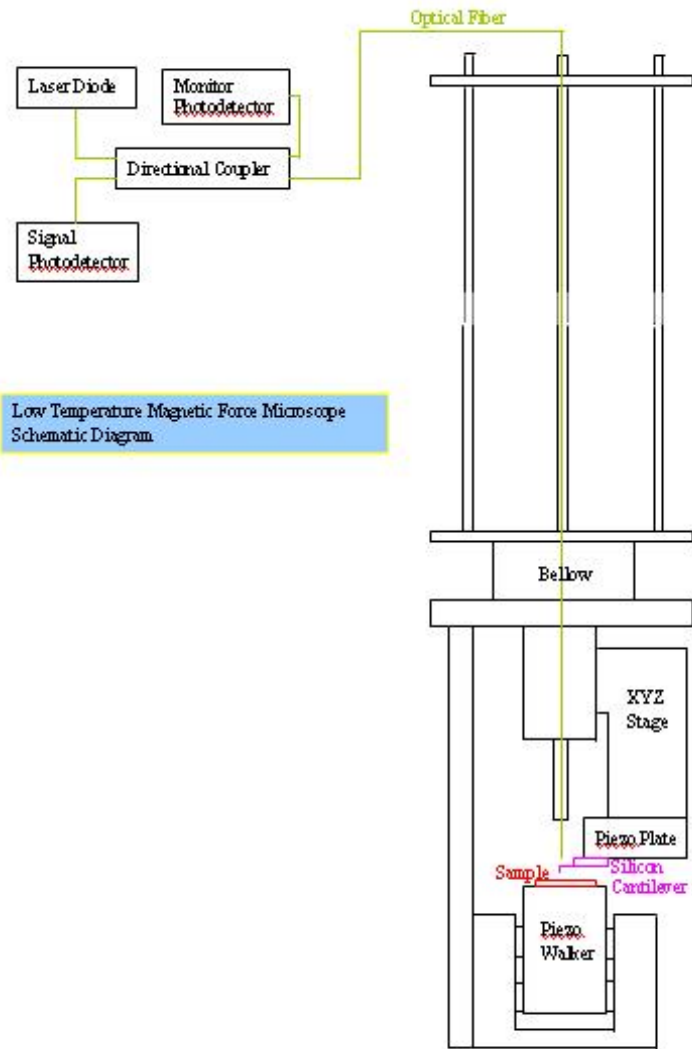 Optical Fiber
Laser Diode
Monitor
Photodetector
Directional Coupler
Signal
Photodetector
Low Temperature Magnetic Force Microscope
Schematic Diagram
Bellow
XYZ
Stage
Piezo Plate
Silicon
Cantilever
Sample
Piezo
Walker